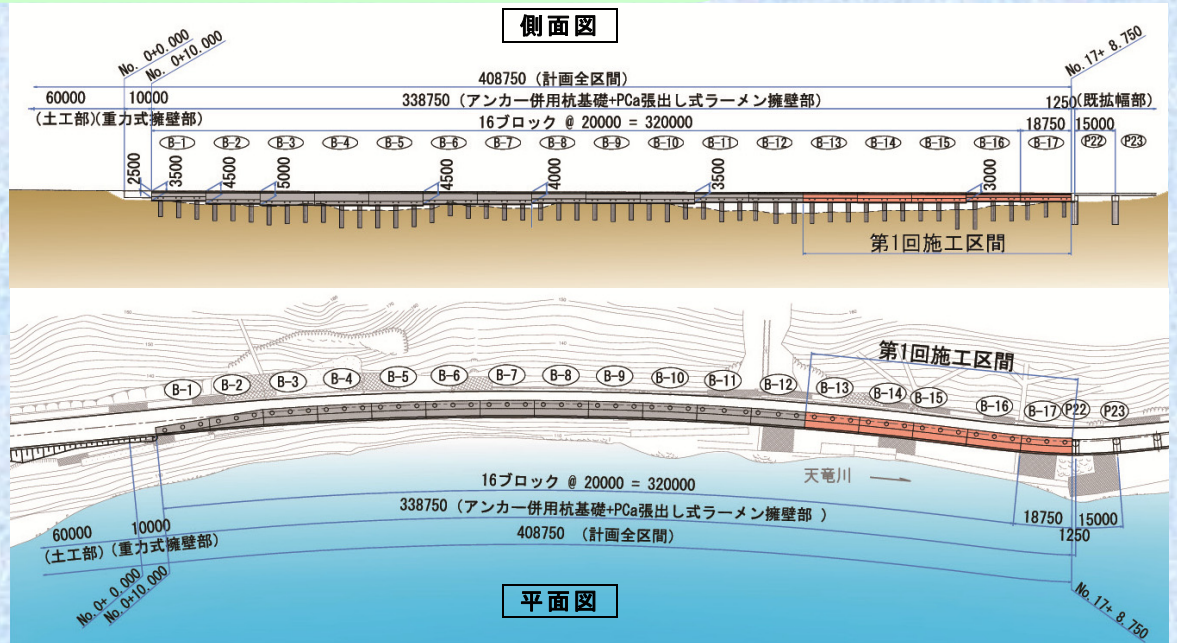 側面図
No. 0+0.000
No. 0+10.000
No.17+ 8.750
408750（計画全区間）
60000 10000 338750（アンカー併用杭基礎+PCa張出し式ラーメン擁壁部） 1250(既拡幅部)
(土工部)(重力式擁壁部)
16ブロック @ 20000 = 320000 18750 15000
B-1 B-2 B-3 B-4 B-5 B-6 B-7 B-8 B-9 B-10 B-11 B-12 B-13 B-14 B-15 B-16 B-17 P22 P23
2500 3500 4500 5000 4500 4000 3500 3000
第1回施工区間
第1回施工区間
B-1 B-2 B-3 B-4 B-5 B-6 B-7 B-8 B-9 B-10 B-11 B-12 B-13 B-14 B-15 B-16 B-17 P22 P23
天竜川
16ブロック @ 20000 = 320000
338750（アンカー併用杭基礎+PCa張出し式ラーメン擁壁部 ）
18750 15000
60000 10000
408750 （計画全区間）
1250
(土工部)(重力式擁壁部)
No.0+ 0.000
No.0+10.000
No.17+ 8.750
平面図